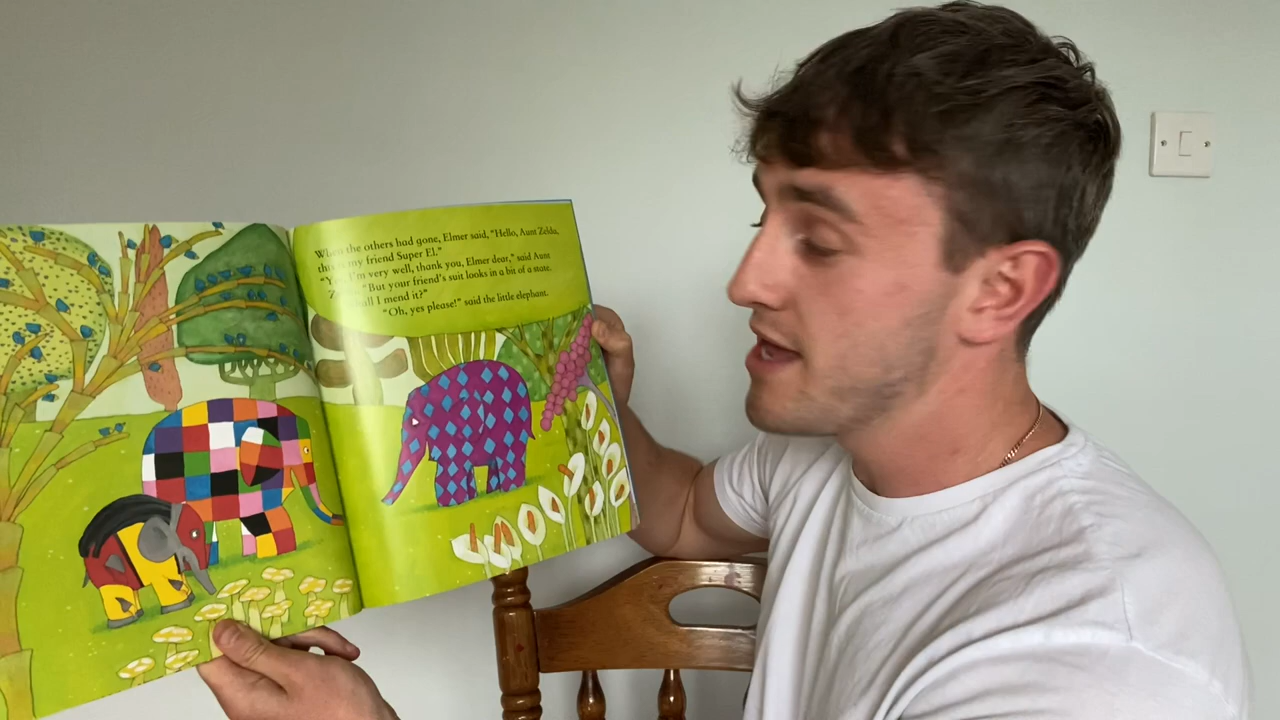 When the others had gone, Elmer said, "Hello, Aunt Zelda,
this is my friend Super El."
I'm very well, thank you, Elmer dear," said Aunt
"But your friend's suit looks in a bit of a state.
I mend it?"
"Oh, yes please!" said the little elephant.